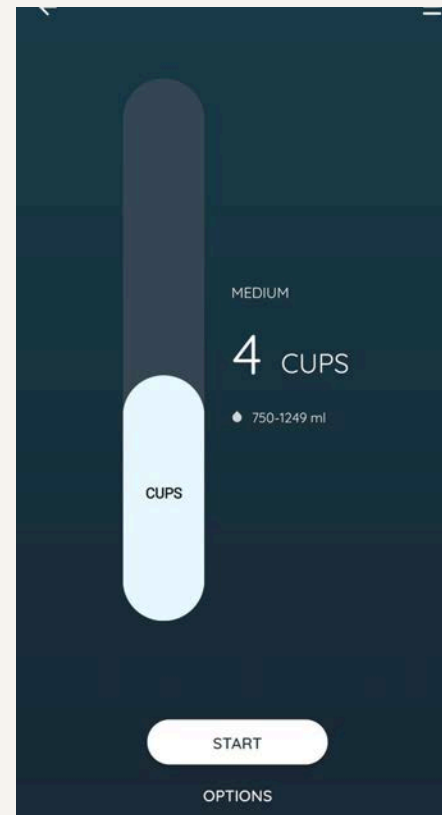 MEDIUM
4 CUPS
750-1249 ml
CUPS
START
OPTIONS